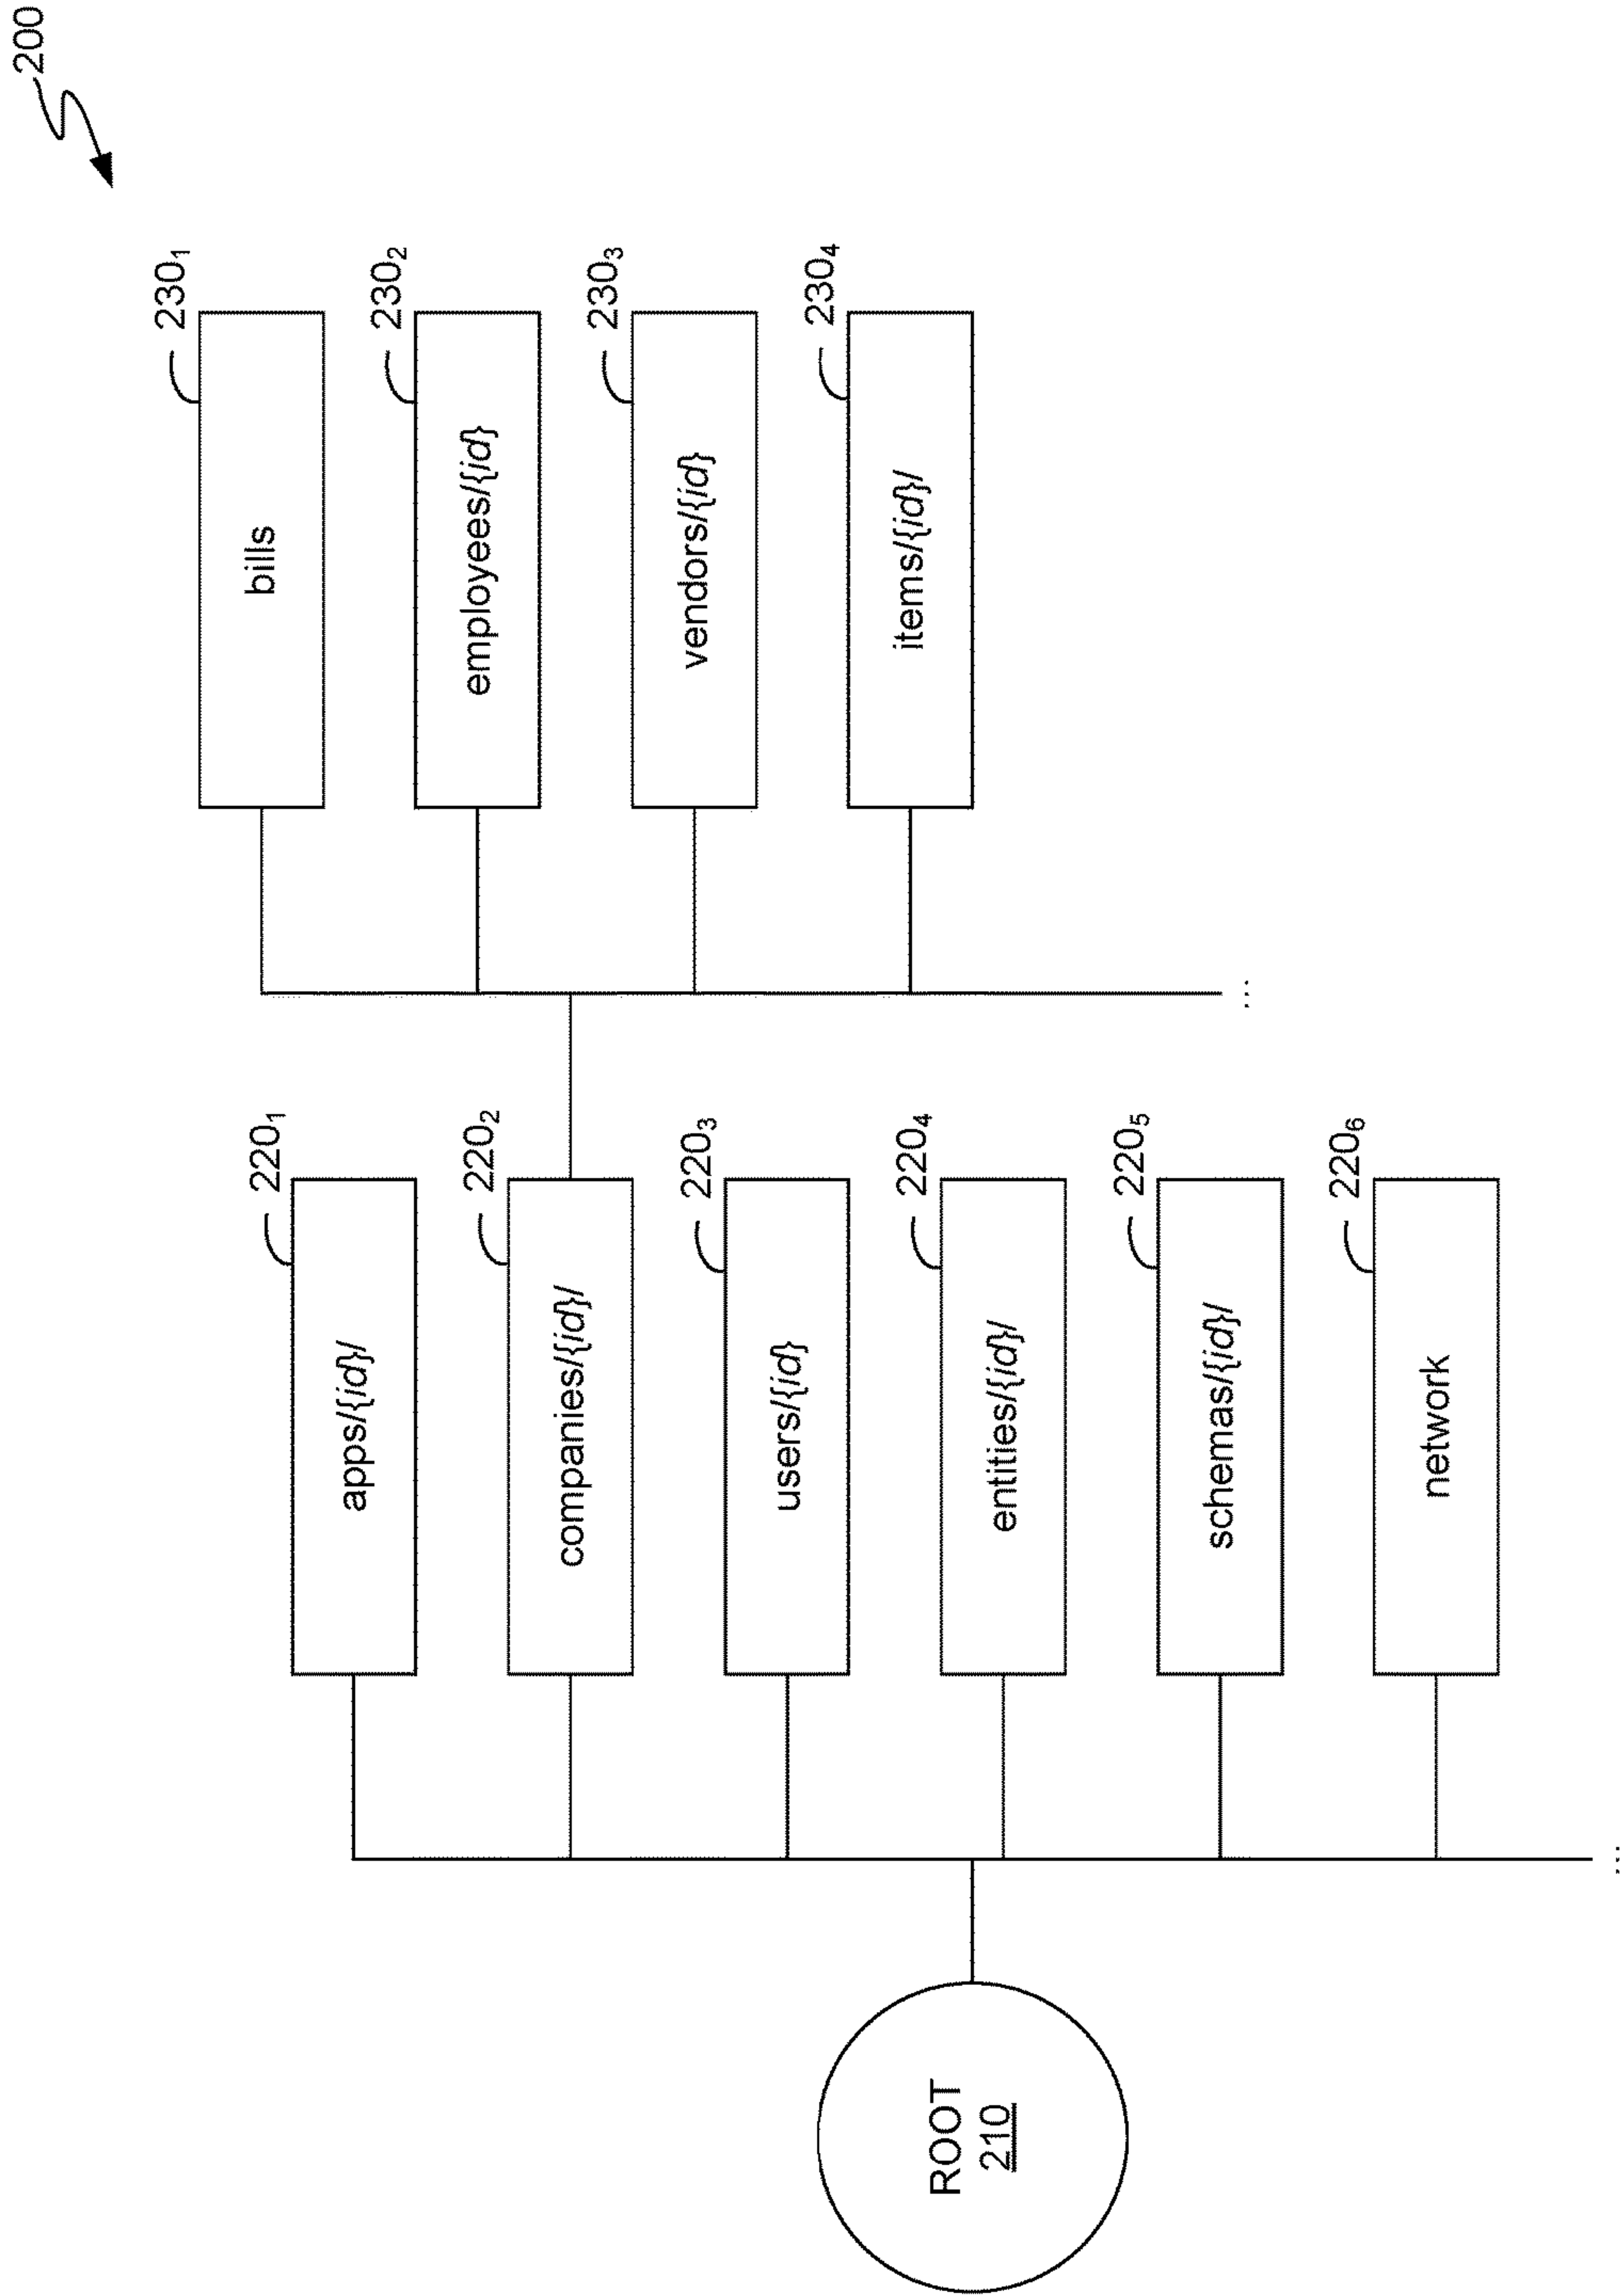 200
ROOT
210
220₁
apps/{id}/
220₂
companies/{id}/
220₃
users/{id}
220₄
entities/{id}/
220₅
schemas/{id}/
220₆
network
...
230₁
bills
230₂
employees/{id}
230₃
vendors/{id}
230₄
items/{id}/
...